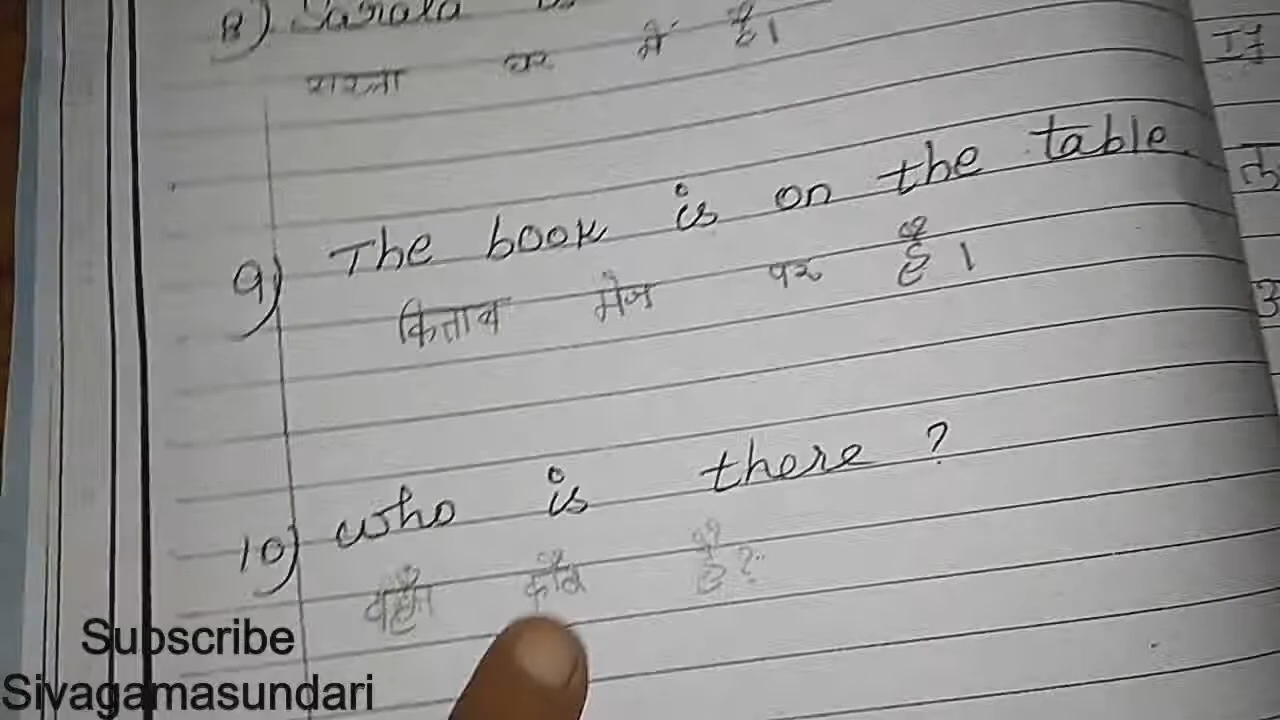 8) Sarala is
सरला घर में है।
9) The book is on the table.
किताब मेज पर है।
10) Who is there ?
वहाँ कौन है?
Subscribe
Sivagamasundari